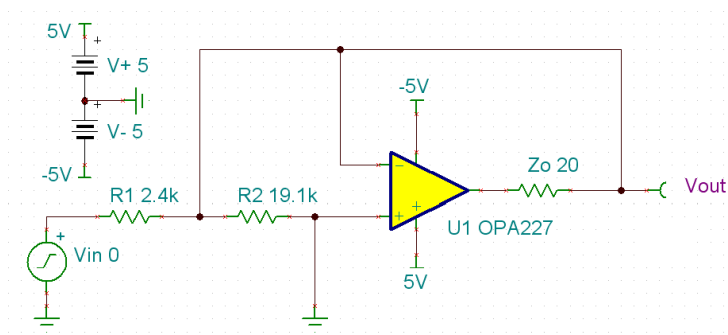 5V
+
V+ 5
+
V- 5
-5V
-5V
R1 2.4k
R2 19.1k
Zo 20
Vout
−
+
+
U1 OPA227
5V
+
Vin 0